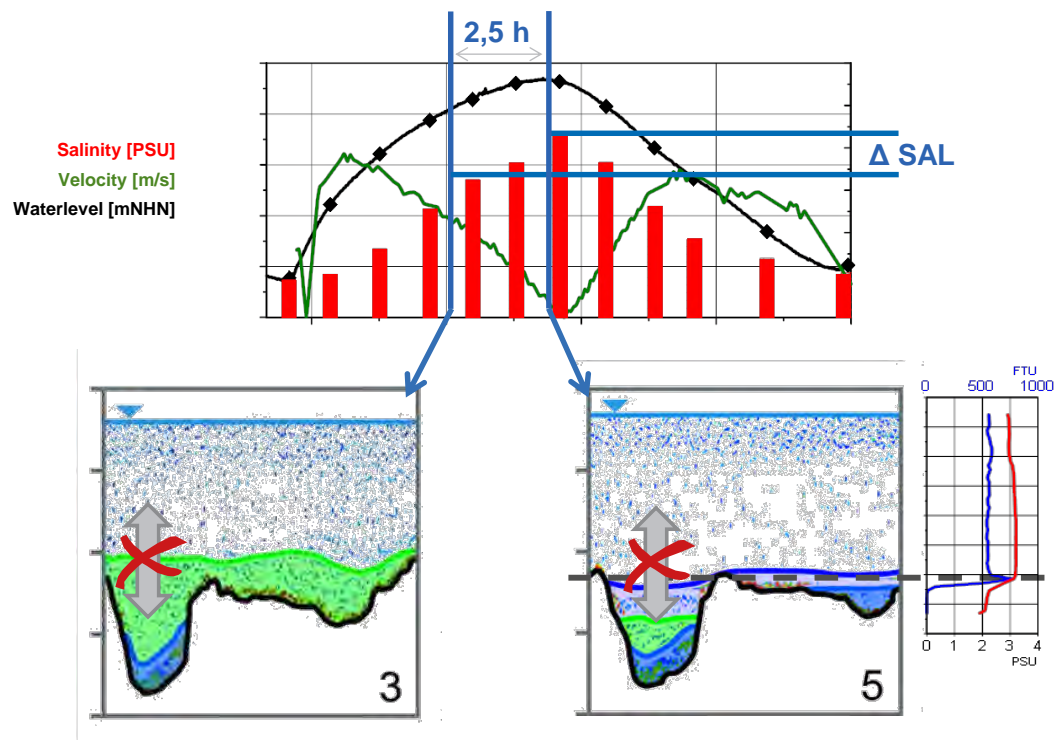 2,5 h
Salinity [PSU]
Velocity [m/s]
Waterlevel [mNHN]
Δ SAL
3
5
FTU
0 500 1000
0 1 2 3 4
PSU